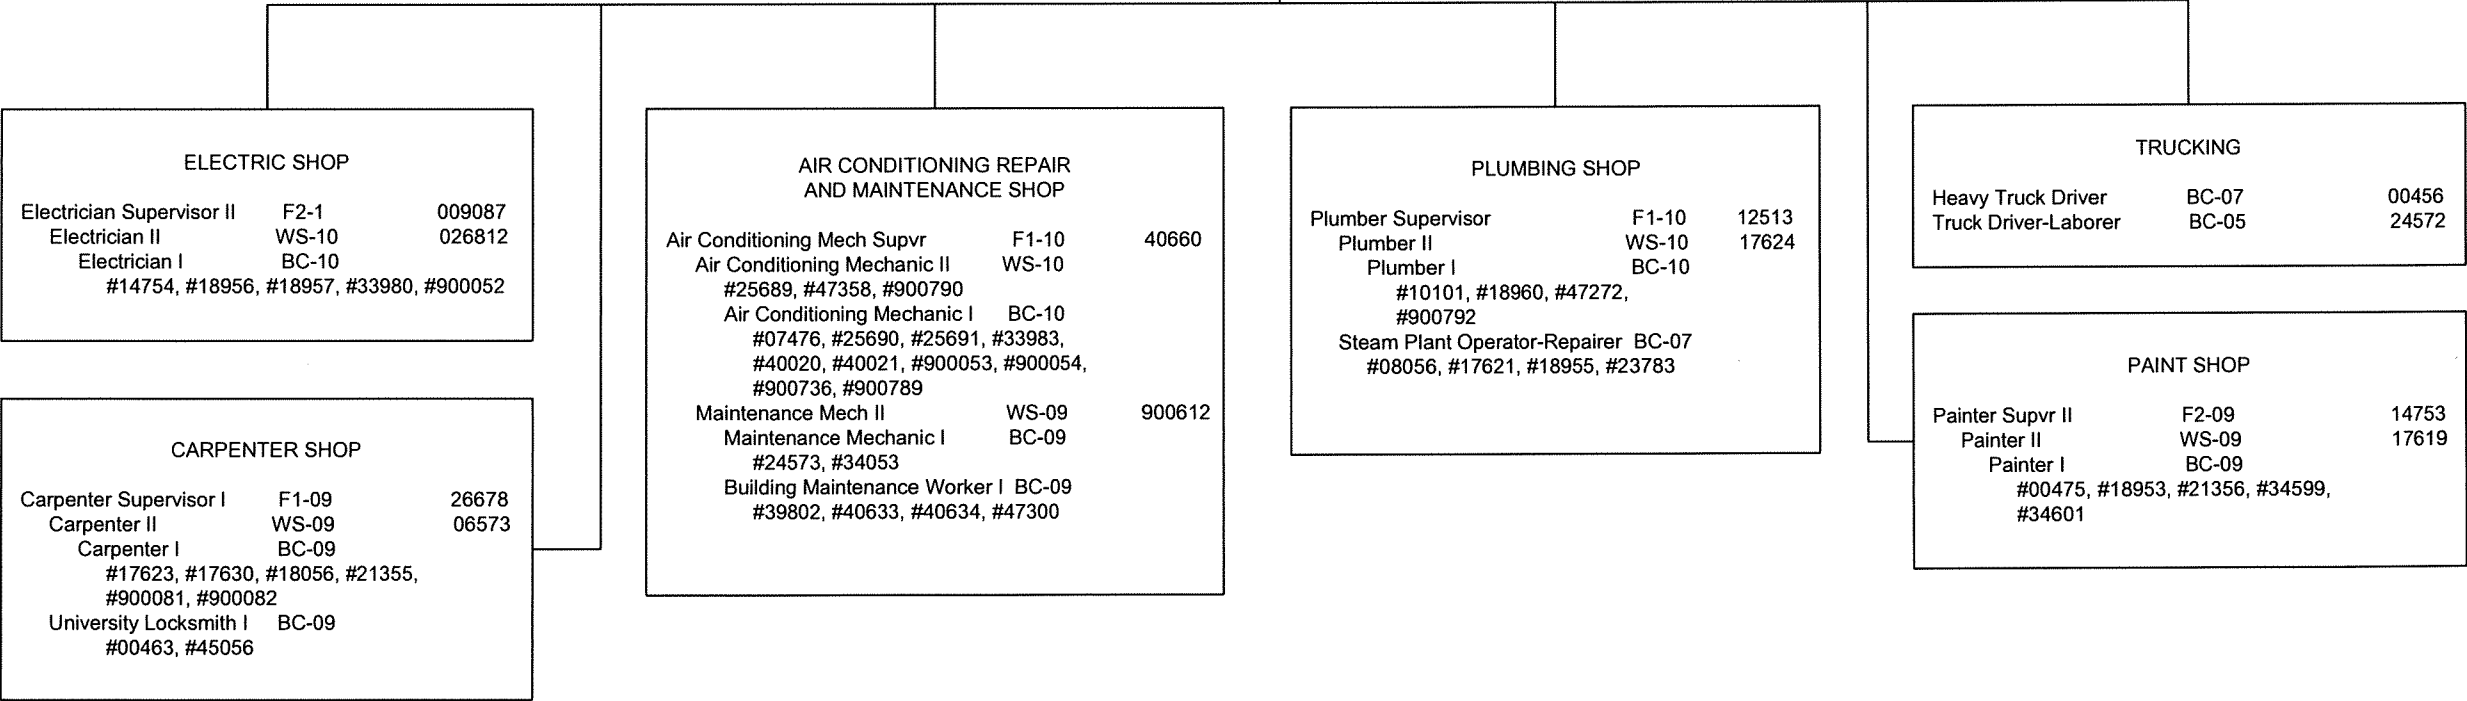 ELECTRIC SHOP
Electrician Supervisor II F2-1 009087
Electrician II WS-10 026812
Electrician I BC-10
#14754, #18956, #18957, #33980, #900052
CARPENTER SHOP
Carpenter Supervisor I F1-09 26678
Carpenter II WS-09 06573
Carpenter I BC-09
#17623, #17630, #18056, #21355,
#900081, #900082
University Locksmith I BC-09
#00463, #45056
AIR CONDITIONING REPAIR
AND MAINTENANCE SHOP
Air Conditioning Mech Supvr F1-10 40660
Air Conditioning Mechanic II WS-10
#25689, #47358, #900790
Air Conditioning Mechanic I BC-10
#07476, #25690, #25691, #33983,
#40020, #40021, #900053, #900054,
#900736, #900789
Maintenance Mech II WS-09 900612
Maintenance Mechanic I BC-09
#24573, #34053
Building Maintenance Worker I BC-09
#39802, #40633, #40634, #47300
PLUMBING SHOP
Plumber Supervisor F1-10 12513
Plumber II WS-10 17624
Plumber I BC-10
#10101, #18960, #47272,
#900792
Steam Plant Operator-Repairer BC-07
#08056, #17621, #18955, #23783
TRUCKING
Heavy Truck Driver BC-07 00456
Truck Driver-Laborer BC-05 24572
PAINT SHOP
Painter Supvr II F2-09 14753
Painter II WS-09 17619
Painter I BC-09
#00475, #18953, #21356, #34599,
#34601